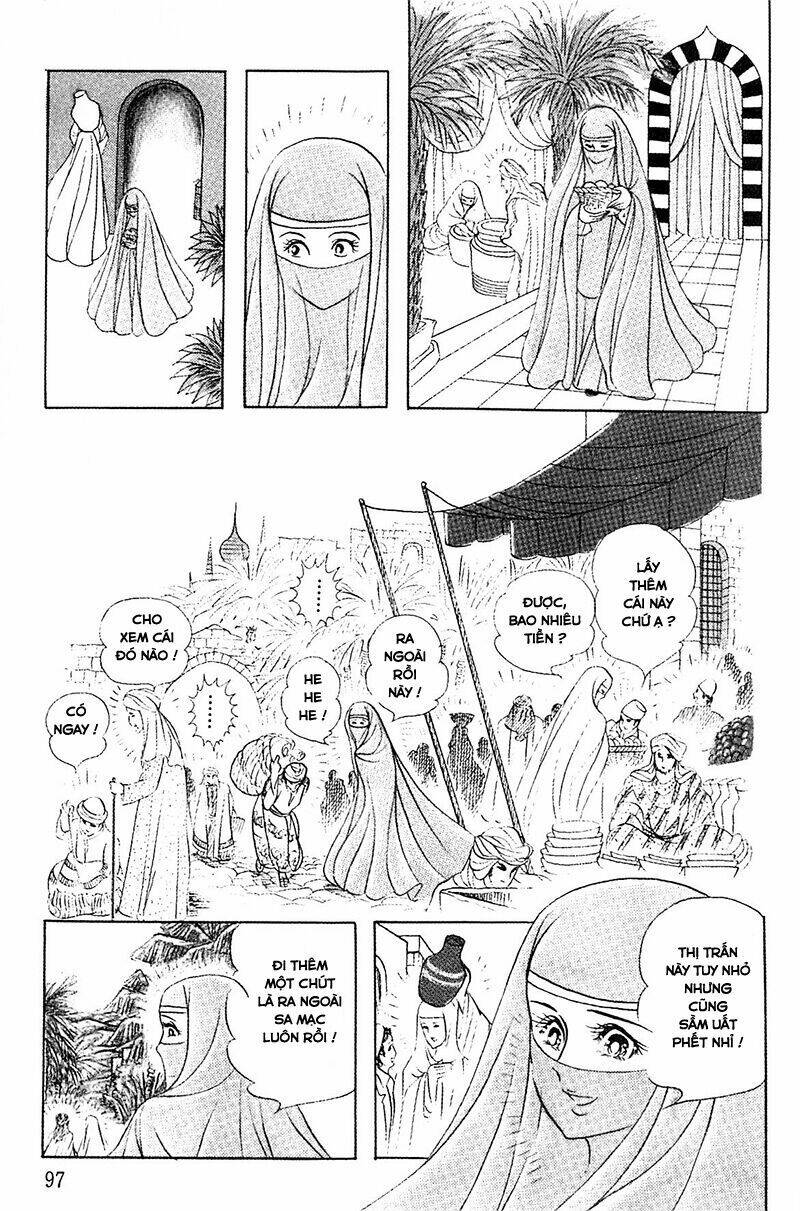 LẤY
THÊM
CÁI NÀY
CHỨ Ạ ?
ĐƯỢC,
BAO NHIÊU
TIỀN ?
RA
NGOÀI
RỒI
NÀY !
HE
HE
HE !
CHO
XEM CÁI
ĐÓ NÀO !
CÓ
NGAY !
THỊ TRẤN
NÀY TUY NHỎ
NHƯNG
CŨNG
SẦM UẤT
PHẾT NHỈ !
ĐI THÊM
MỘT CHÚT
LÀ RA NGOÀI
SA MẠC
LUÔN RỒI !
97